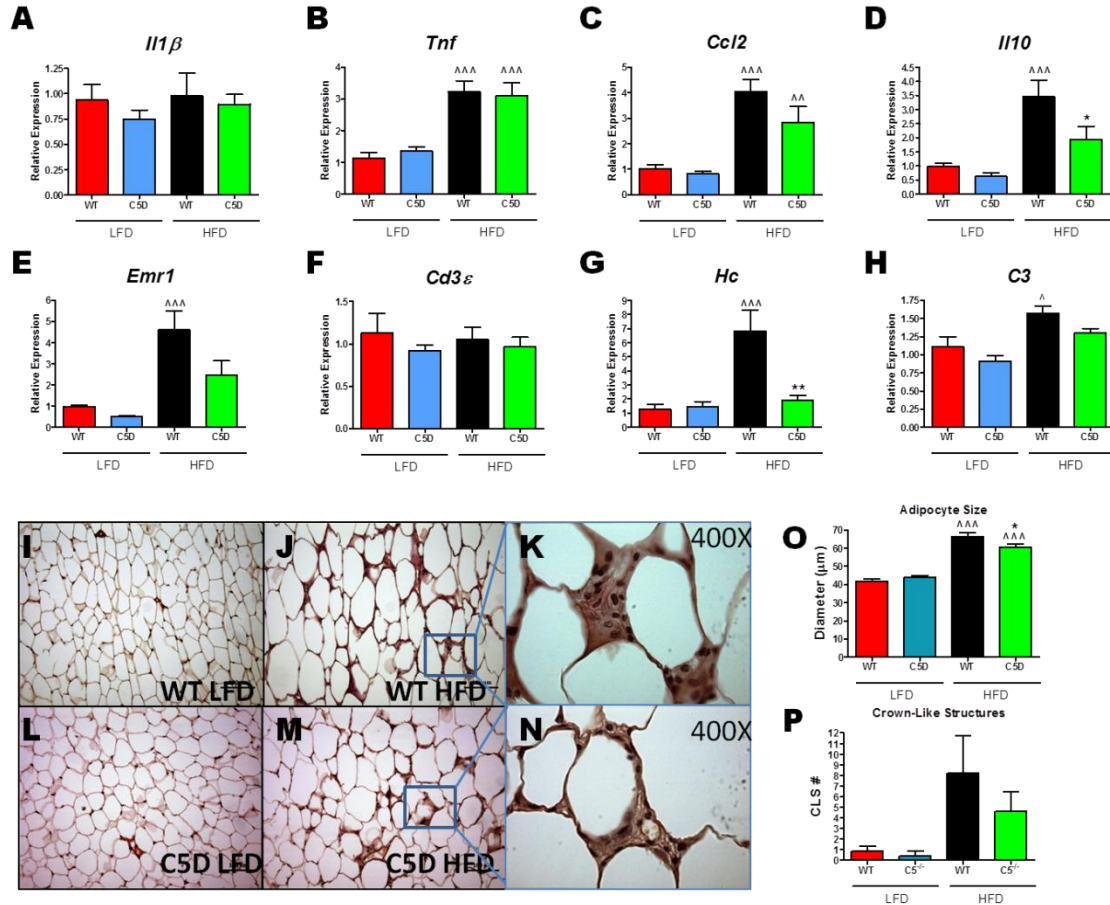 A
Il1β
Relative Expression
1.25
1.00
0.75
0.50
0.25
0.00
WT C5D WT C5D
LFD HFD
B
Tnf
Relative Expression
4
3
2
1
0
^^^ ^^^
WT C5D WT C5D
LFD HFD
C
Ccl2
Relative Expression
5
4
3
2
1
0
^^^ ^^
WT C5D WT C5D
LFD HFD
D
Il10
Relative Expression
4.5
4.0
3.5
3.0
2.5
2.0
1.5
1.0
0.5
0.0
^^^ *
WT C5D WT C5D
LFD HFD
E
Emr1
Relative Expression
6
5
4
3
2
1
0
^^^
WT C5D WT C5D
LFD HFD
F
Cd3ε
Relative Expression
1.5
1.0
0.5
0.0
WT C5D WT C5D
LFD HFD
G
Hc
Relative Expression
9
8
7
6
5
4
3
2
1
0
^^^ **
WT C5D WT C5D
LFD HFD
H
C3
Relative Expression
1.75
1.50
1.25
1.00
0.75
0.50
0.25
0.00
^
WT C5D WT C5D
LFD HFD
I
WT LFD
J
WT HFD
K
400X
L
C5D LFD
M
C5D HFD
N
400X
O
Adipocyte Size
Diameter (μm)
70
60
50
40
30
20
10
0
^^^ *
^^^
WT C5D WT C5D
LFD HFD
P
Crown-Like Structures
CLS #
12
11
10
9
8
7
6
5
4
3
2
1
0
WT C5⁻/⁻ WT C5⁻/⁻
LFD HFD